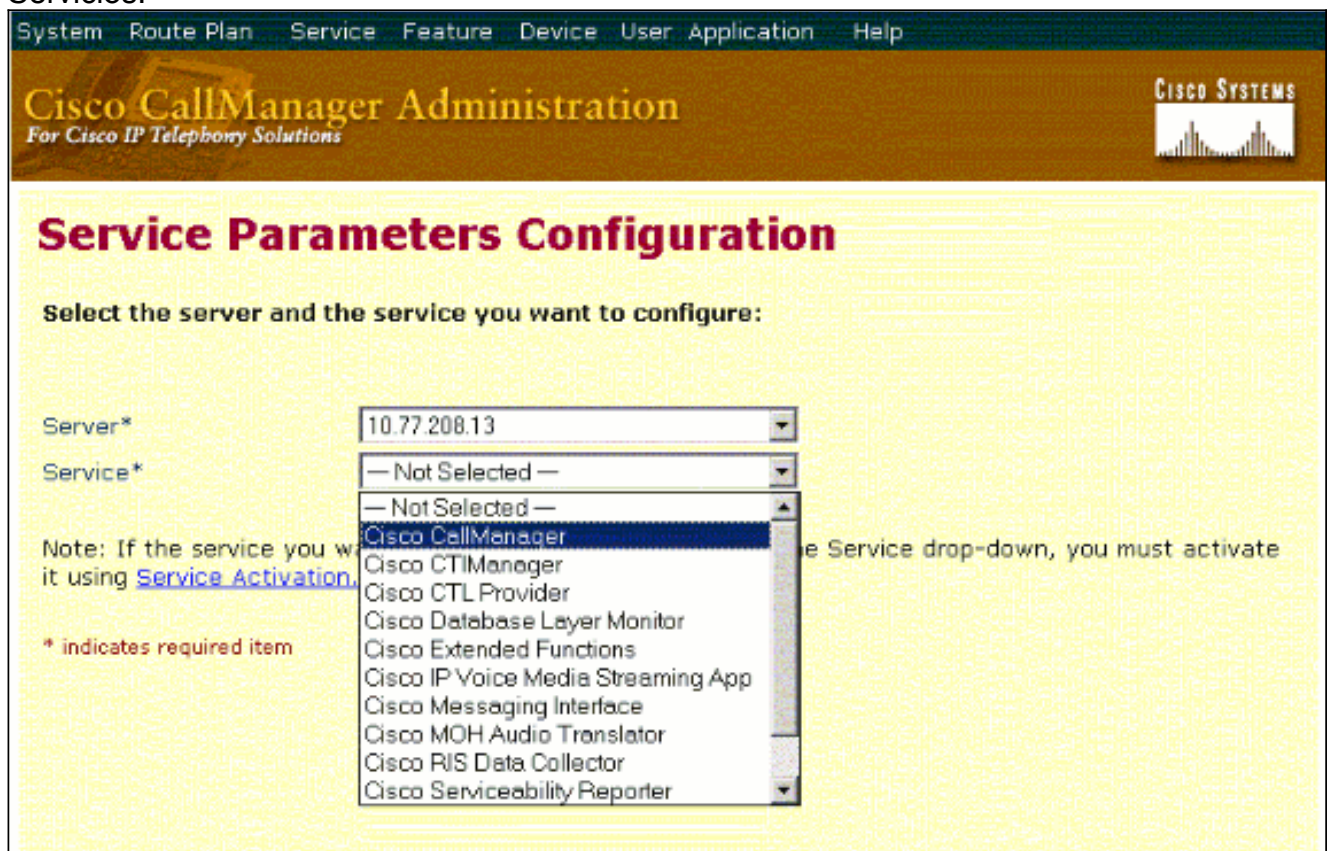 Servicios.
System Route Plan Service Feature Device User Application Help
Cisco CallManager Administration
For Cisco IP Telephony Solutions
CISCO SYSTEMS
Service Parameters Configuration
Select the server and the service you want to configure:
Server* 10.77.208.13
Service* — Not Selected —
— Not Selected —
Cisco CallManager
Note: If the service you e Service drop-down, you must activate
Cisco CTIManager
it using Service Activation.
Cisco CTL Provider
Cisco Database Layer Monitor
* indicates required item
Cisco Extended Functions
Cisco IP Voice Media Streaming App
Cisco Messaging Interface
Cisco MOH Audio Translator
Cisco RIS Data Collector
Cisco Serviceability Reporter